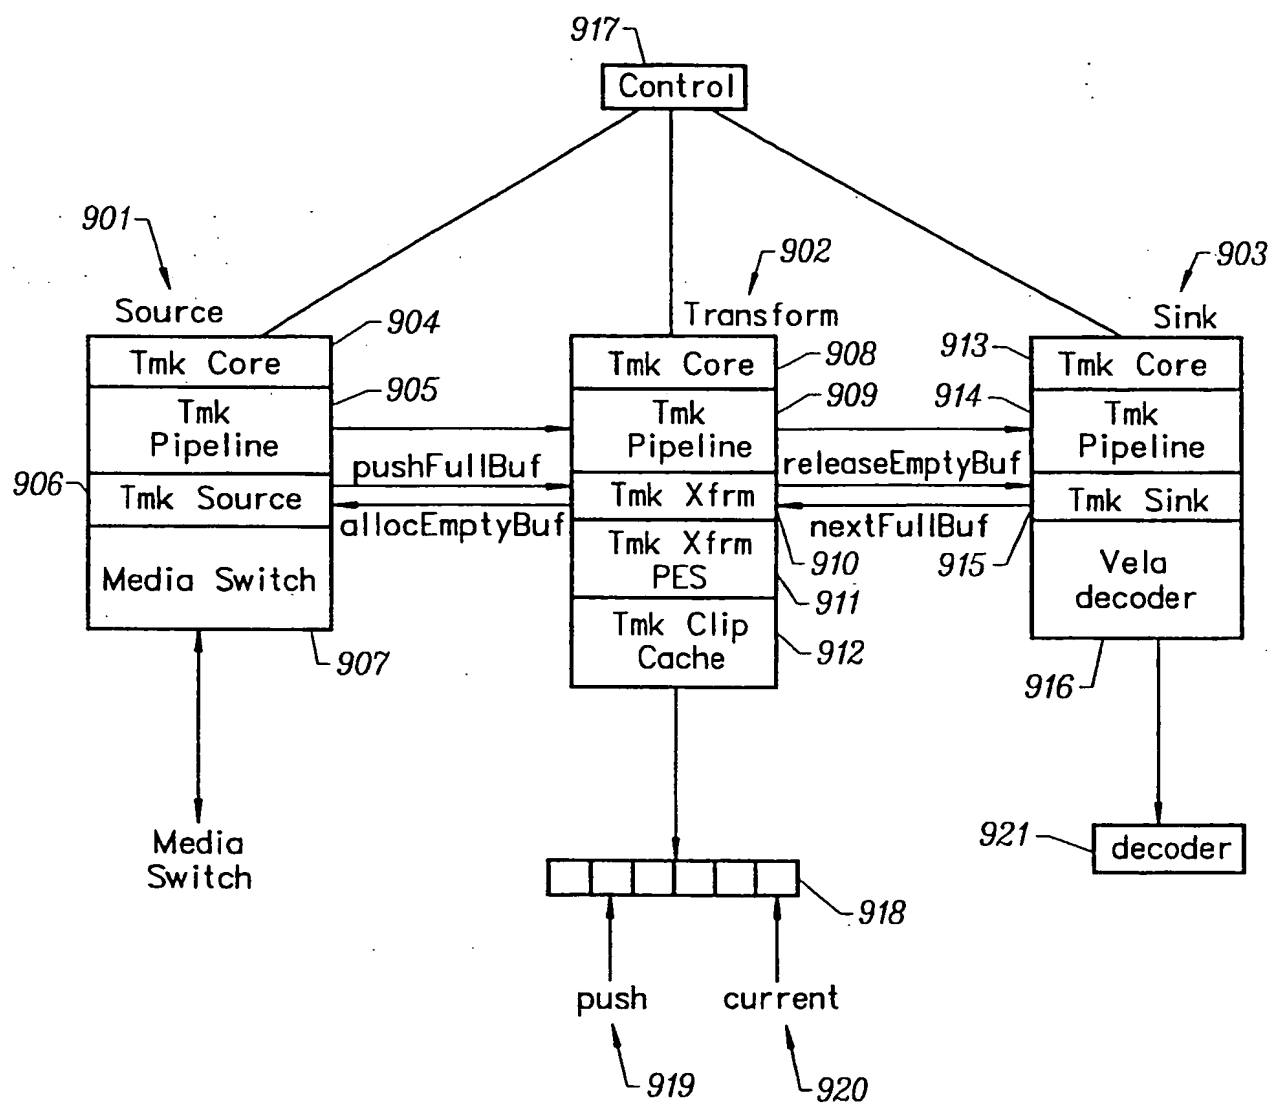 917
Control
901
902
903
Source
Transform
Sink
904
908
913
Tmk Core
Tmk Core
Tmk Core
905
909
914
Tmk
Pipeline
Tmk
Pipeline
Tmk
Pipeline
pushFullBuf
releaseEmptyBuf
906
Tmk Source
Tmk Xfrm
Tmk Sink
allocEmptyBuf
nextFullBuf
910
915
Media Switch
Tmk Xfrm
PES
Vela
decoder
911
907
Tmk Clip
Cache
912
916
Media
Switch
921
decoder
918
push
current
919
920